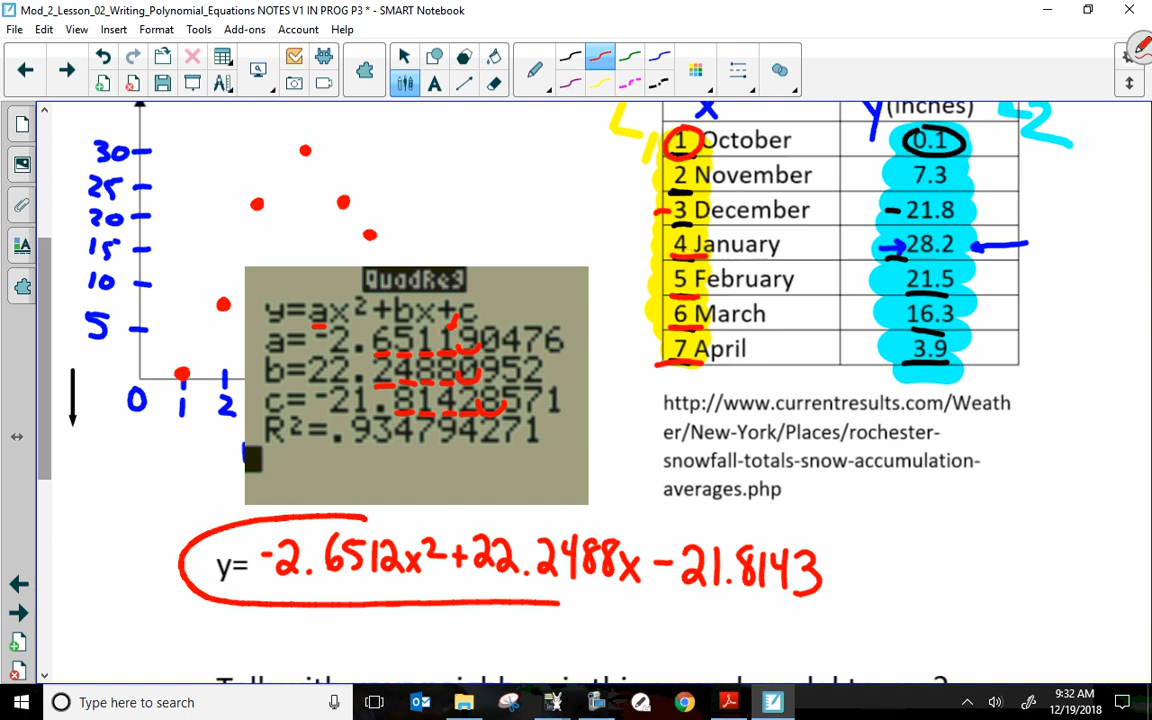 Mod_2_Lesson_02_Writing_Polynomial_Equations NOTES V1 IN PROG P3 * - SMART Notebook
File Edit View Insert Format Tools Add-ons Account Help
x y (inches)
L1 L2
1 October 0.1
2 November 7.3
3 December 21.8
4 January 28.2
5 February 21.5
6 March 16.3
7 April 3.9
30
25
20
15
10
5
0 1 2
QuadReg
y=ax²+bx+c
a=-2.651190476
b=22.24880952
c=-21.81428571
R²=.934794271
http://www.currentresults.com/Weath
er/New-York/Places/rochester-
snowfall-totals-snow-accumulation-
averages.php
y= -2.6512x²+22.2488x-21.8143
Type here to search
9:32 AM
12/19/2018